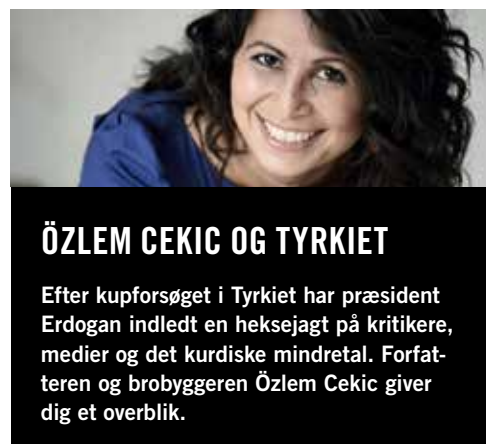 ÖZLEM CEKIC OG TYRKIET
Efter kupforsøget i Tyrkiet har præsident
Erdogan indledt en heksejagt på kritikere,
medier og det kurdiske mindretal. Forfat-
teren og brobyggeren Özlem Cekic giver
dig et overblik.